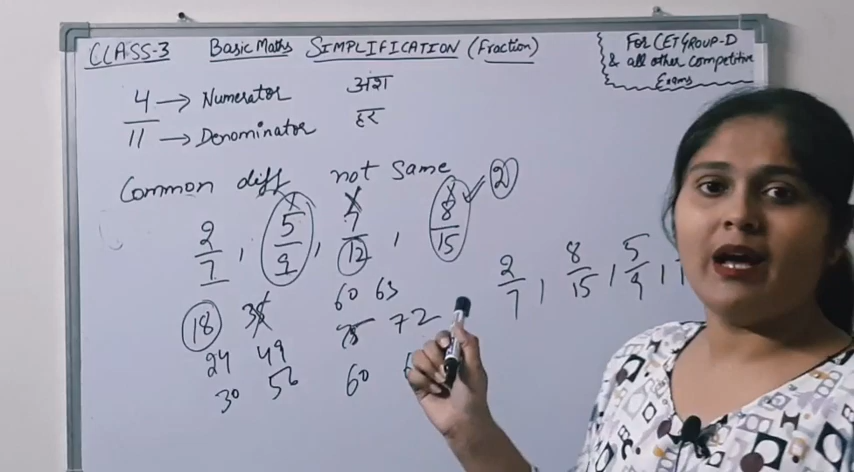 CLASS-3 Basic Maths SIMPLIFICATION (Fraction)
For CET GROUP-D
& all other competitive
Exams
4 → Numerator अंश
11 → Denominator हर
Common diff not Same
2/7, 5/9, 7/12, 8/15 ✓ 2
2/7, 8/15, 5/9,
18 60 63
24 49 72
30 56 60